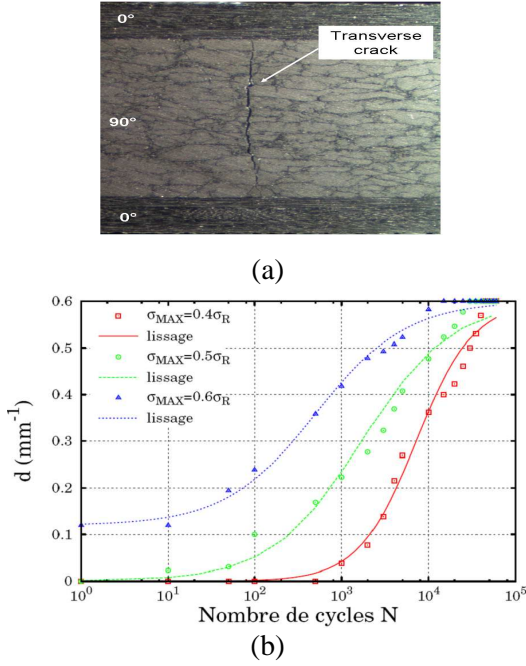 0°
Transverse
crack
90°
0°
(a)
0.6
0.5
0.4
0.3
0.2
0.1
0
d (mm⁻¹)
σMAX=0.4σR
lissage
σMAX=0.5σR
lissage
σMAX=0.6σR
lissage
10⁰ 10¹ 10² 10³ 10⁴ 10⁵
Nombre de cycles N
(b)